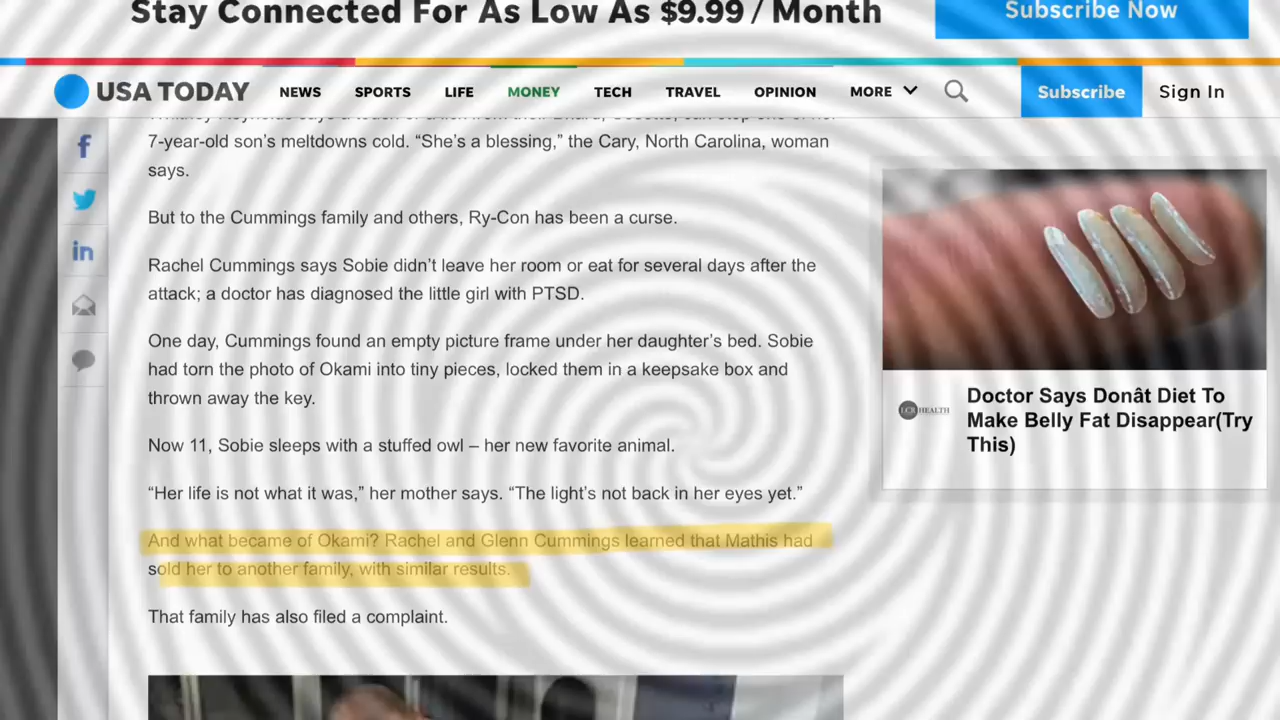 Stay Connected For As Low As $9.99 / Month
Subscribe Now
USA TODAY
NEWS
SPORTS
LIFE
MONEY
TECH
TRAVEL
OPINION
MORE
Subscribe
Sign In
7-year-old son’s meltdowns cold. “She’s a blessing,” the Cary, North Carolina, woman
says.
But to the Cummings family and others, Ry-Con has been a curse.
Rachel Cummings says Sobie didn’t leave her room or eat for several days after the
attack; a doctor has diagnosed the little girl with PTSD.
One day, Cummings found an empty picture frame under her daughter’s bed. Sobie
had torn the photo of Okami into tiny pieces, locked them in a keepsake box and
thrown away the key.
Now 11, Sobie sleeps with a stuffed owl – her new favorite animal.
“Her life is not what it was,” her mother says. “The light’s not back in her eyes yet.”
And what became of Okami? Rachel and Glenn Cummings learned that Mathis had
sold her to another family, with similar results.
That family has also filed a complaint.
LCR HEALTH
Doctor Says Donât Diet To
Make Belly Fat Disappear(Try
This)